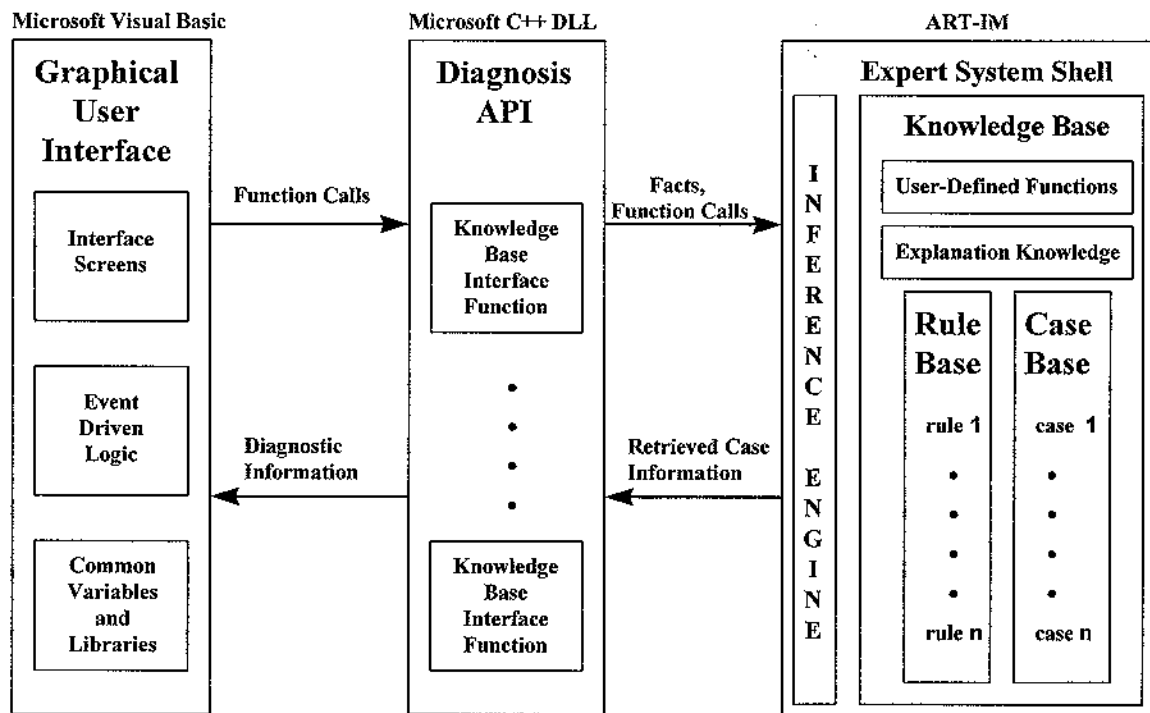 Microsoft Visual Basic
Graphical
User
Interface
Interface
Screens
Event
Driven
Logic
Common
Variables
and
Libraries
Function Calls
Diagnostic
Information
Microsoft C++ DLL
Diagnosis
API
Knowledge
Base
Interface
Function
Knowledge
Base
Interface
Function
Facts,
Function Calls
Retrieved Case
Information
ART-IM
Expert System Shell
INFERENCE ENGINE
Knowledge Base
User-Defined Functions
Explanation Knowledge
Rule
Base
rule 1
rule n
Case
Base
case 1
case n